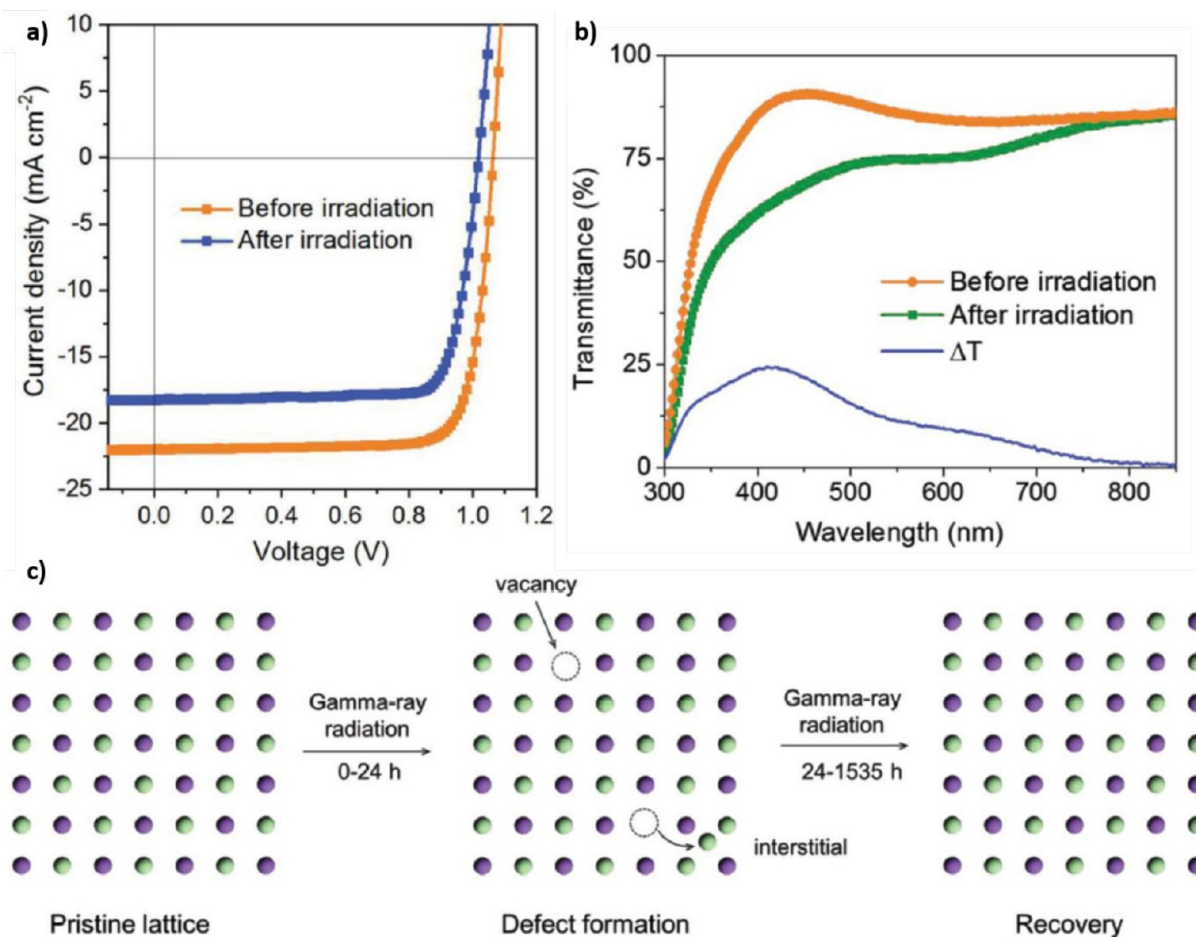 a)
10
5
0
-5
-10
-15
-20
-25
Current density (mA cm⁻²)
Before irradiation
After irradiation
0.0 0.2 0.4 0.6 0.8 1.0 1.2
Voltage (V)
b)
100
75
50
25
0
Transmittance (%)
Before irradiation
After irradiation
ΔT
300 400 500 600 700 800
Wavelength (nm)
c)
vacancy
Gamma-ray
radiation
0-24 h
Gamma-ray
radiation
24-1535 h
interstitial
Pristine lattice
Defect formation
Recovery